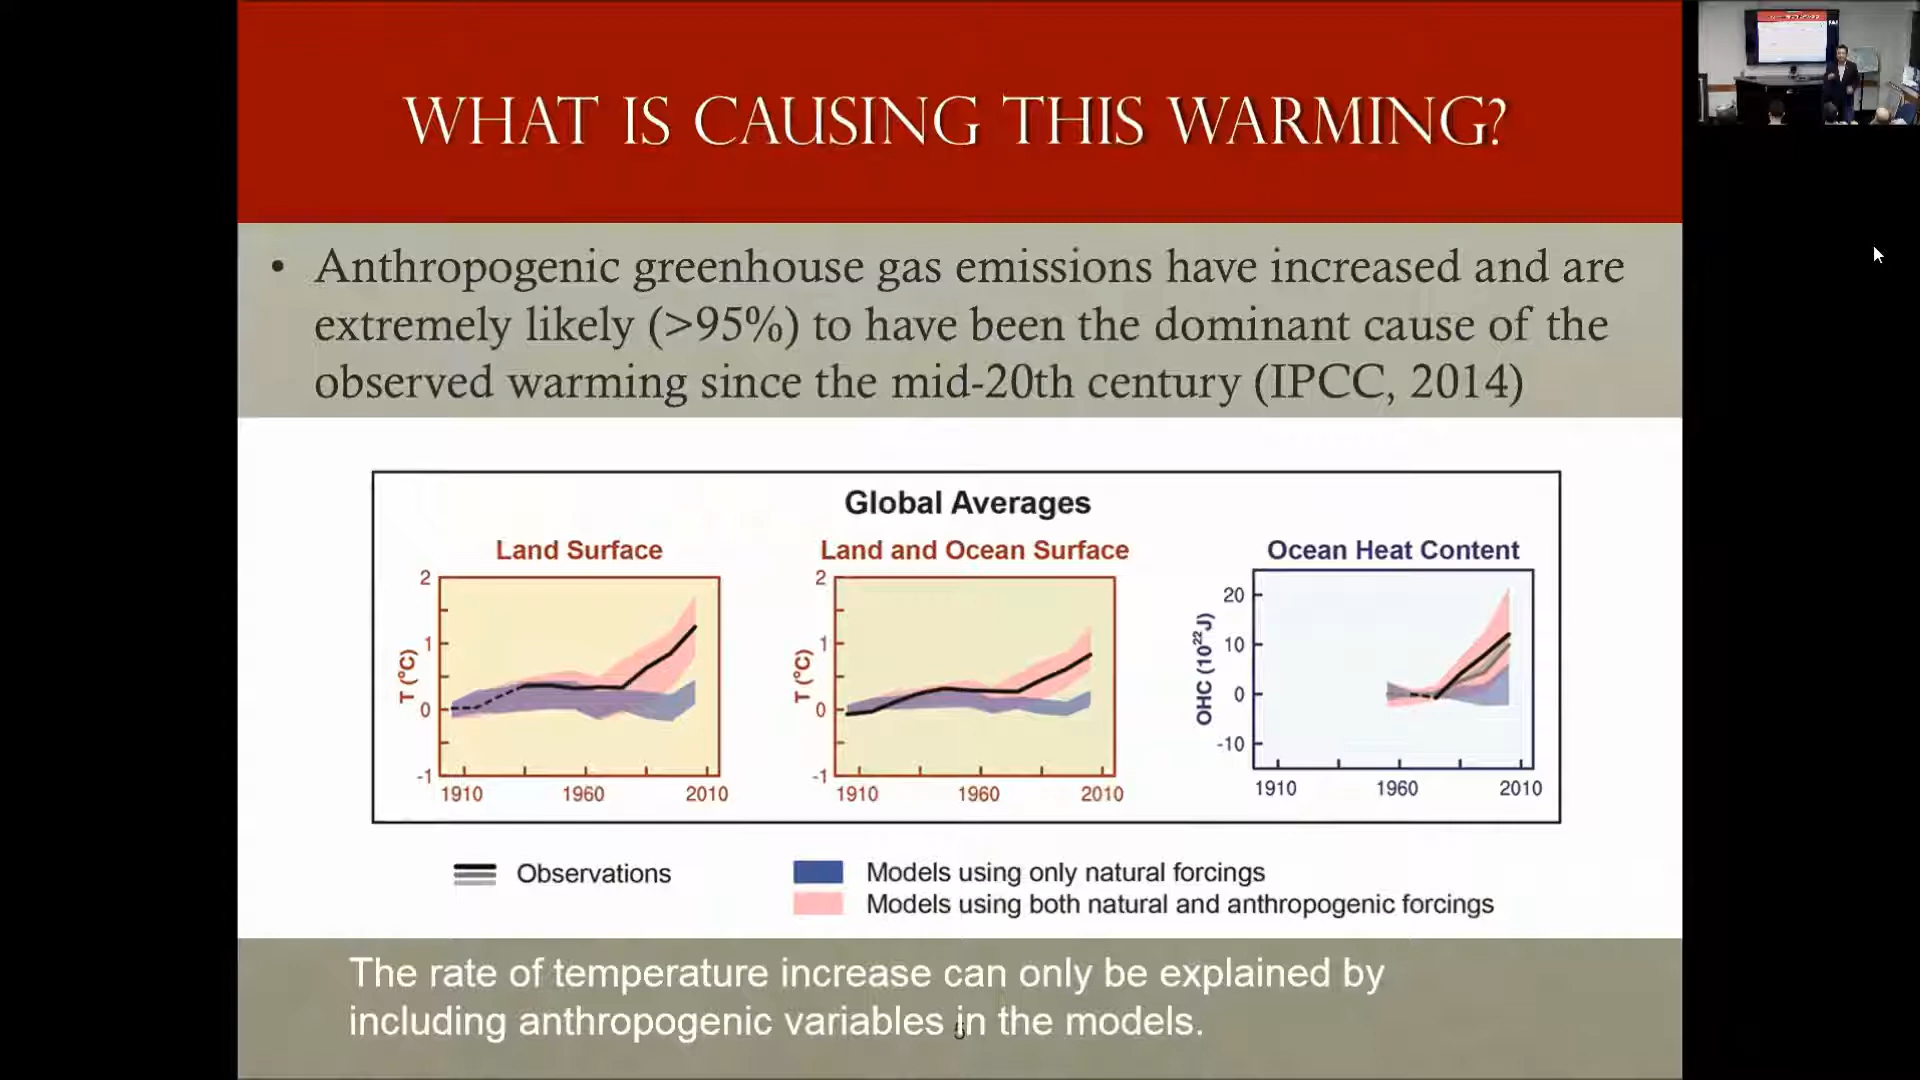 WHAT IS CAUSING THIS WARMING?
• Anthropogenic greenhouse gas emissions have increased and are
extremely likely (>95%) to have been the dominant cause of the
observed warming since the mid-20th century (IPCC, 2014)
Global Averages
Land Surface
2
1
0
-1
T (°C)
1910 1960 2010
Land and Ocean Surface
2
1
0
-1
T (°C)
1910 1960 2010
Ocean Heat Content
20
10
0
-10
OHC (10²²J)
1910 1960 2010
Observations
Models using only natural forcings
Models using both natural and anthropogenic forcings
The rate of temperature increase can only be explained by
including anthropogenic variables in the models.
5